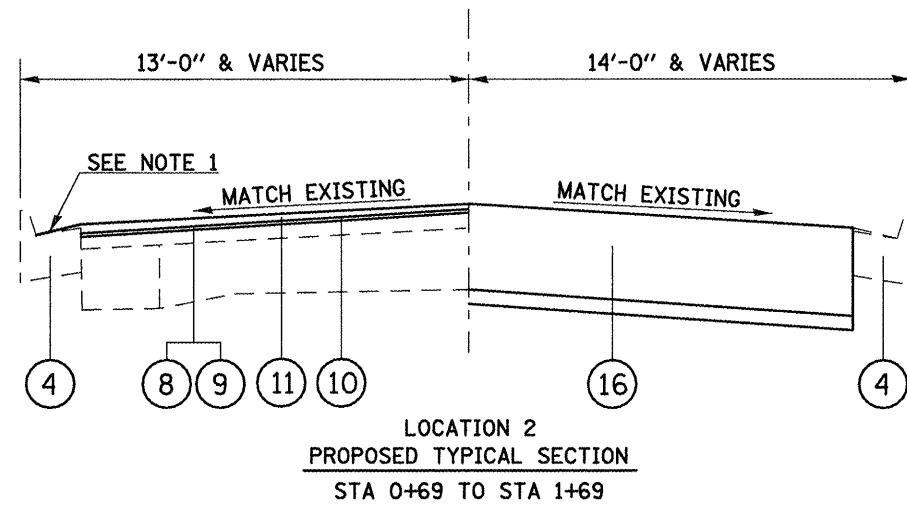 13'-0" & VARIES
14'-0" & VARIES
SEE NOTE 1
MATCH EXISTING
MATCH EXISTING
4
8
9
11
10
16
4
LOCATION 2
PROPOSED TYPICAL SECTION
STA 0+69 TO STA 1+69